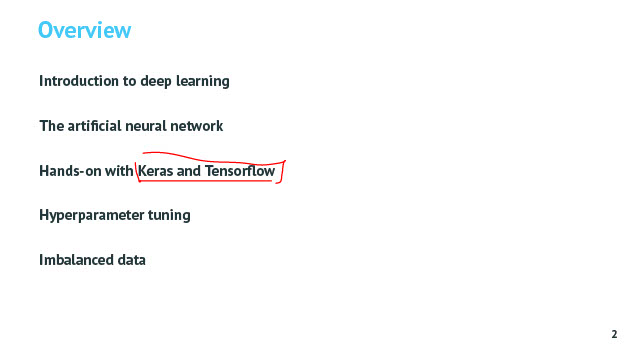 Overview
Introduction to deep learning
The artificial neural network
Hands-on with Keras and Tensorflow
Hyperparameter tuning
Imbalanced data
2